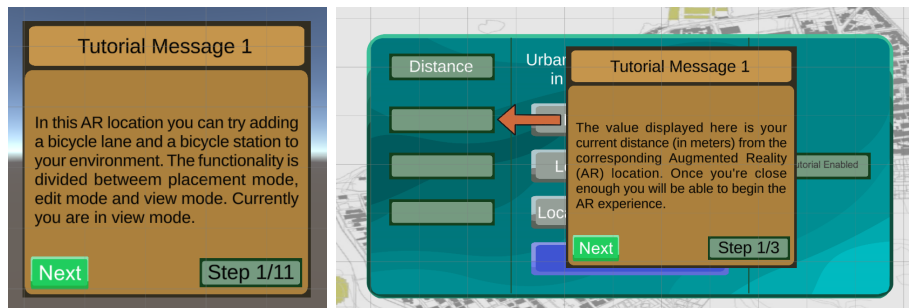 Tutorial Message 1
In this AR location you can try adding
a bicycle lane and a bicycle station to
your environment. The functionality is
divided betweem placement mode,
edit mode and view mode. Currently
you are in view mode.
Next
Step 1/11
Distance
Urban
in
Tutorial Message 1
The value displayed here is your
current distance (in meters) from the
corresponding Augmented Reality
(AR) location. Once you're close
enough you will be able to begin the
AR experience.
utorial Enabled
Lo
Loca
Next
Step 1/3